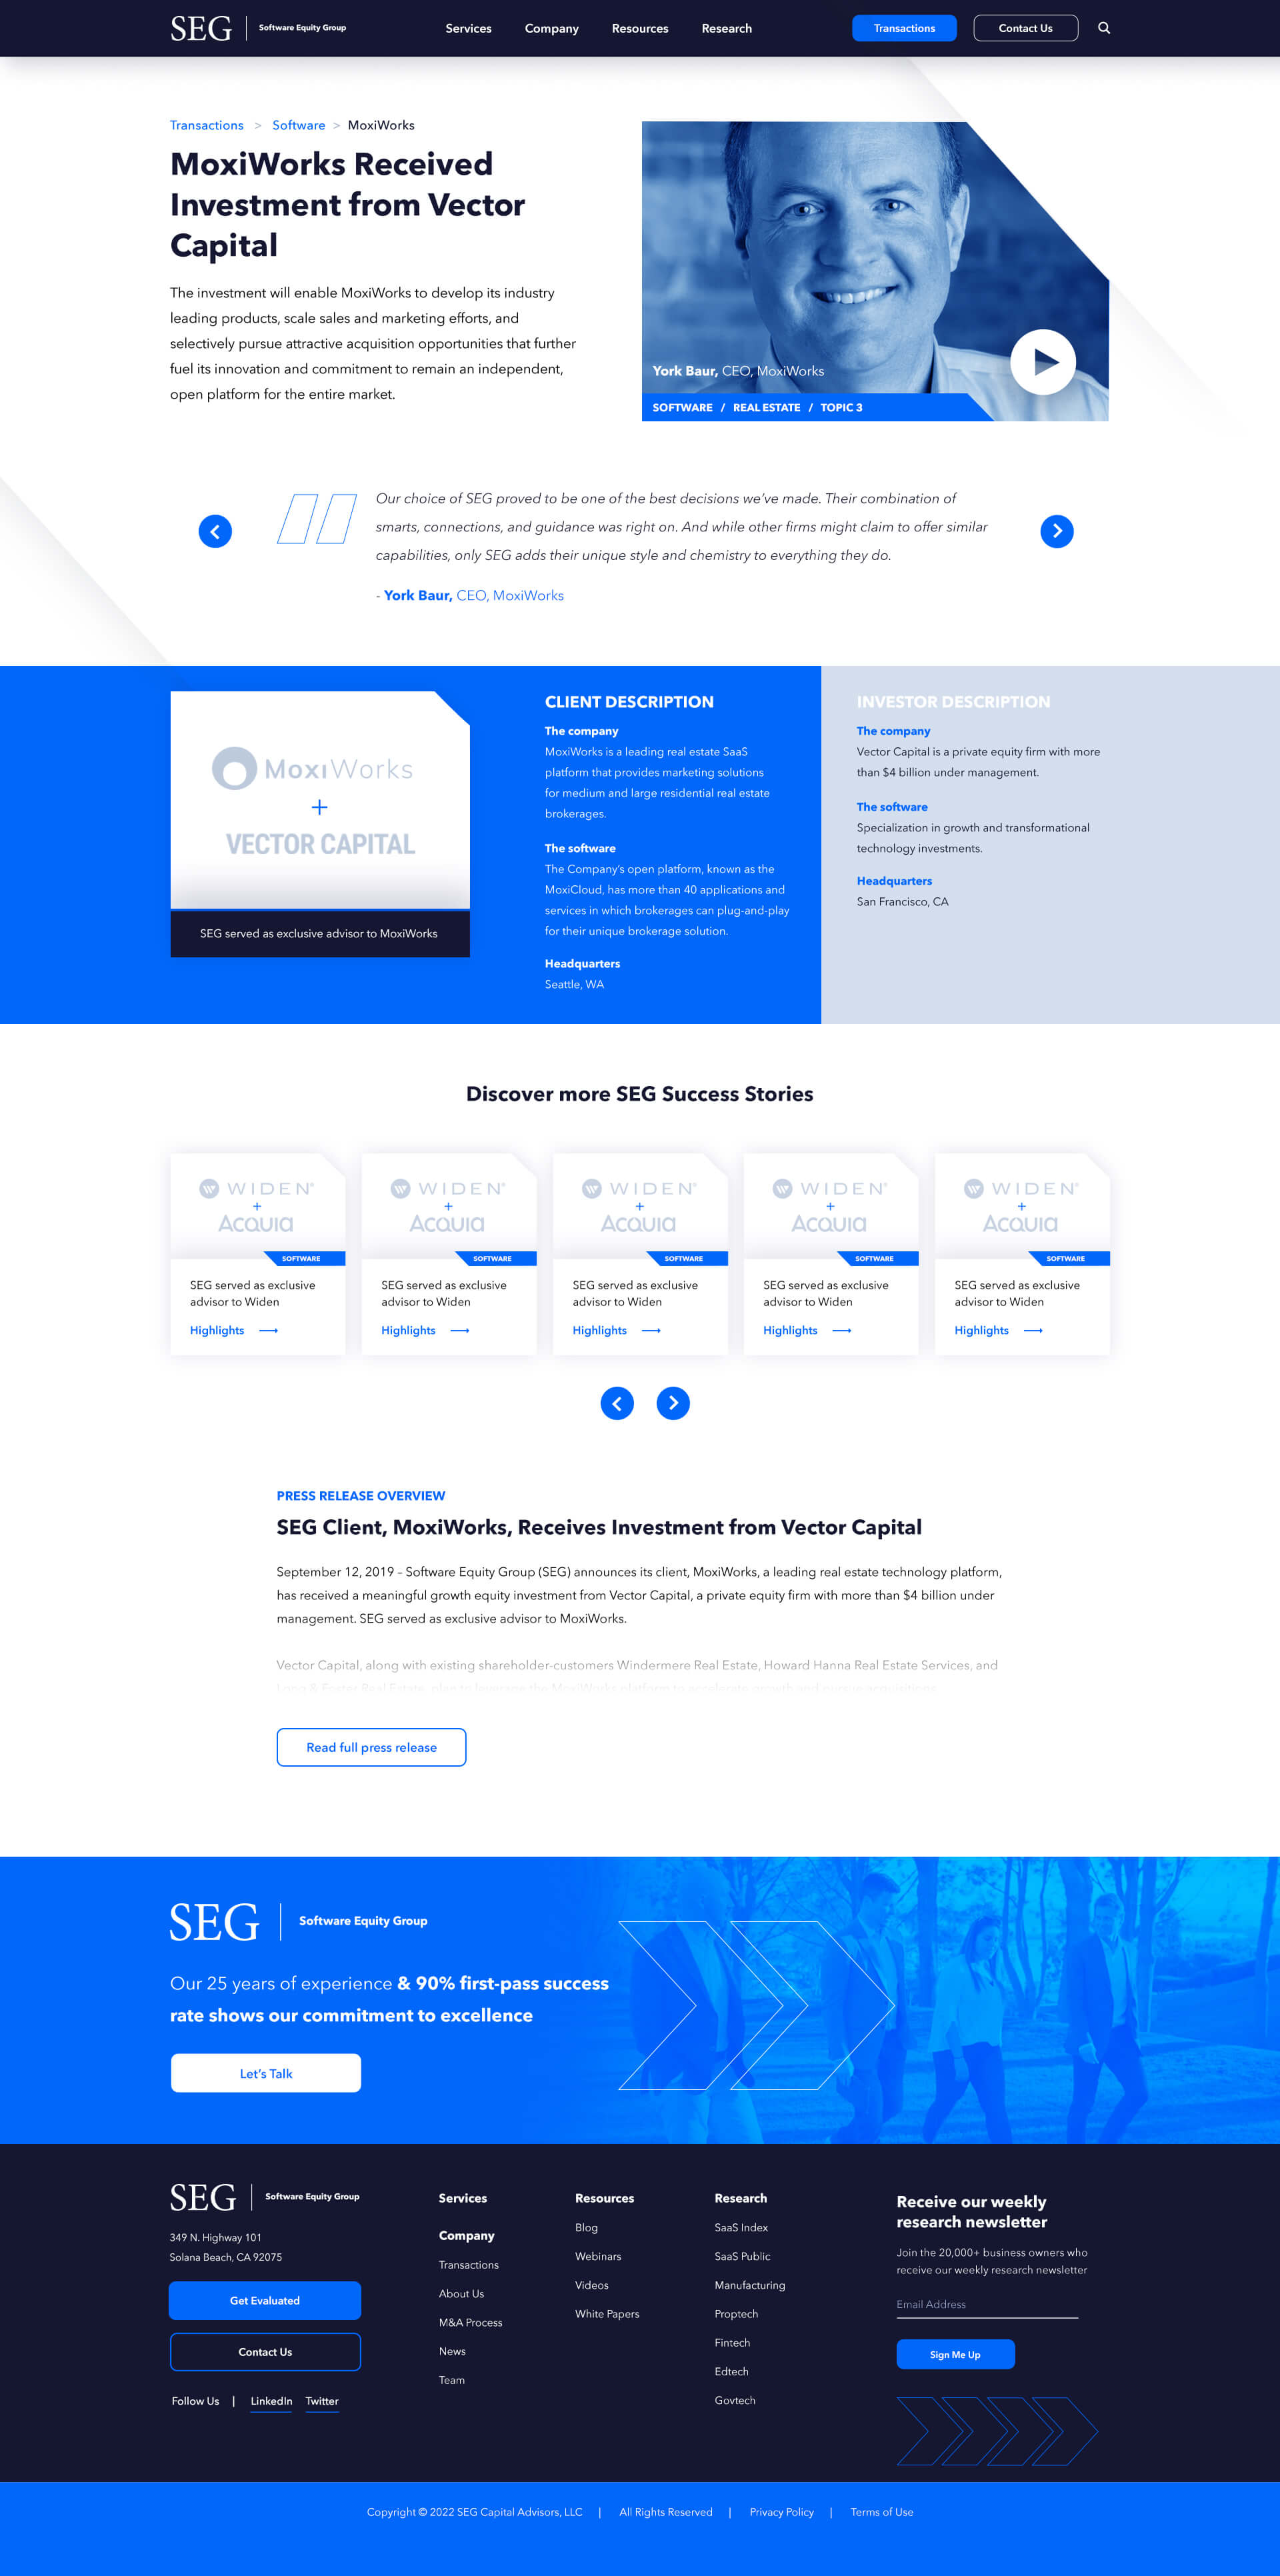 SEG | Software Equity Group
Services Company Resources Research
Transactions Contact Us
Transactions > Software > MoxiWorks
MoxiWorks Received
Investment from Vector
Capital
The investment will enable MoxiWorks to develop its industry
leading products, scale sales and marketing efforts, and
selectively pursue attractive acquisition opportunities that further
fuel its innovation and commitment to remain an independent,
open platform for the entire market.
York Baur, CEO, MoxiWorks
SOFTWARE / REAL ESTATE / TOPIC 3
Our choice of SEG proved to be one of the best decisions we've made. Their combination of
smarts, connections, and guidance was right on. And while other firms might claim to offer similar
capabilities, only SEG adds their unique style and chemistry to everything they do.
- York Baur, CEO, MoxiWorks
MoxiWorks
+
VECTOR CAPITAL
SEG served as exclusive advisor to MoxiWorks
CLIENT DESCRIPTION
The company
MoxiWorks is a leading real estate SaaS
platform that provides marketing solutions
for medium and large residential real estate
brokerages.
The software
The Company's open platform, known as the
MoxiCloud, has more than 40 applications and
services in which brokerages can plug-and-play
for their unique brokerage solution.
Headquarters
Seattle, WA
INVESTOR DESCRIPTION
The company
Vector Capital is a private equity firm with more
than $4 billion under management.
The software
Specialization in growth and transformational
technology investments.
Headquarters
San Francisco, CA
Discover more SEG Success Stories
WIDEN®
+
Acquia
SOFTWARE
SEG served as exclusive
advisor to Widen
Highlights
WIDEN®
+
Acquia
SOFTWARE
SEG served as exclusive
advisor to Widen
Highlights
WIDEN®
+
Acquia
SOFTWARE
SEG served as exclusive
advisor to Widen
Highlights
WIDEN®
+
Acquia
SOFTWARE
SEG served as exclusive
advisor to Widen
Highlights
WIDEN®
+
Acquia
SOFTWARE
SEG served as exclusive
advisor to Widen
Highlights
PRESS RELEASE OVERVIEW
SEG Client, MoxiWorks, Receives Investment from Vector Capital
September 12, 2019 – Software Equity Group (SEG) announces its client, MoxiWorks, a leading real estate technology platform,
has received a meaningful growth equity investment from Vector Capital, a private equity firm with more than $4 billion under
management. SEG served as exclusive advisor to MoxiWorks.
Vector Capital, along with existing shareholder-customers Windermere Real Estate, Howard Hanna Real Estate Services, and
Long & Foster Real Estate, plan to leverage the MoxiWorks platform to accelerate growth and pursue acquisitions
Read full press release
SEG | Software Equity Group
Our 25 years of experience & 90% first-pass success
rate shows our commitment to excellence
Let's Talk
SEG | Software Equity Group
349 N. Highway 101
Solana Beach, CA 92075
Get Evaluated
Contact Us
Follow Us | LinkedIn Twitter
Services
Company
Transactions
About Us
M&A Process
News
Team
Resources
Blog
Webinars
Videos
White Papers
Research
SaaS Index
SaaS Public
Manufacturing
Proptech
Fintech
Edtech
Govtech
Receive our weekly
research newsletter
Join the 20,000+ business owners who
receive our weekly research newsletter
Email Address
Sign Me Up
Copyright © 2022 SEG Capital Advisors, LLC | All Rights Reserved | Privacy Policy | Terms of Use